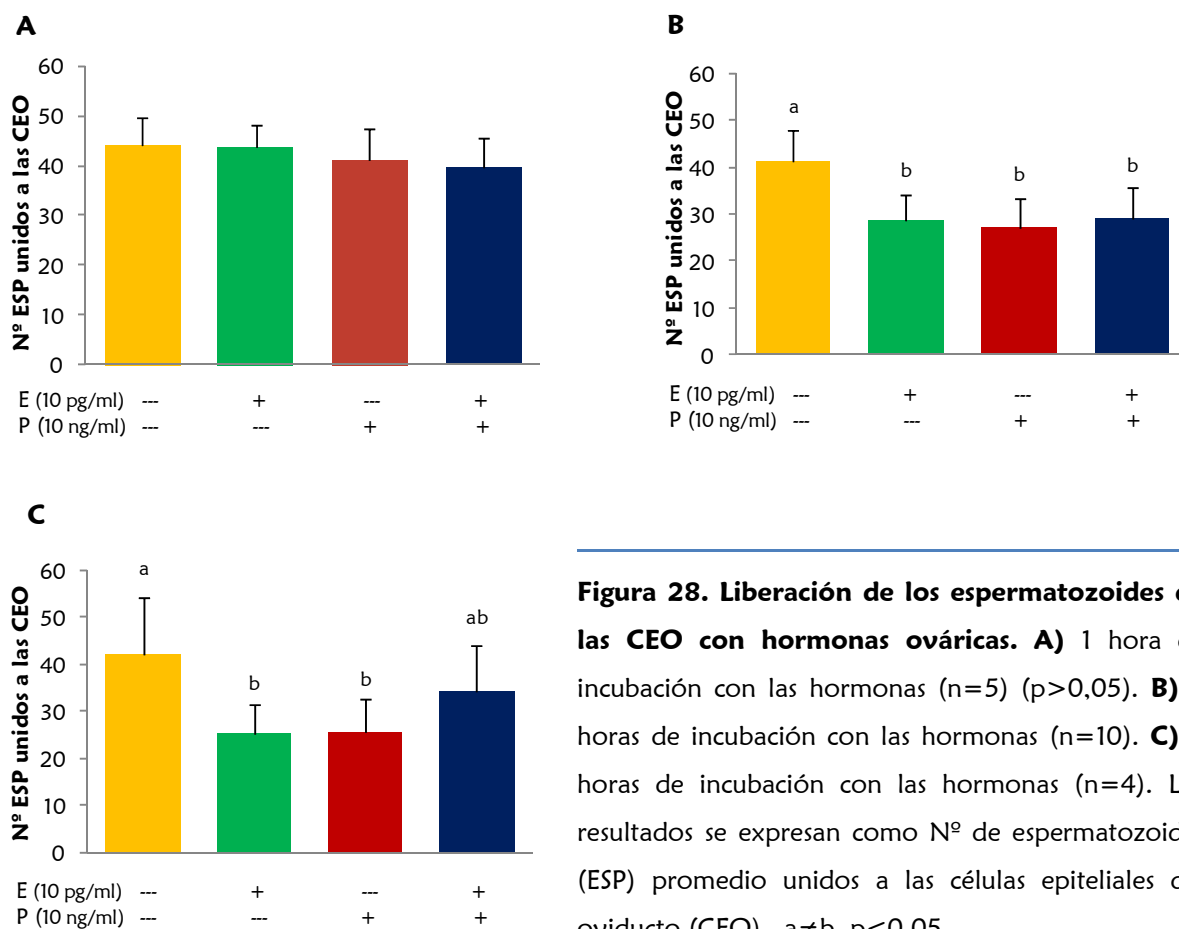 A
60
50
40
30
20
10
0
Nº ESP unidos a las CEO
E (10 pg/ml) --- + --- +
P (10 ng/ml) --- --- + +
B
60
50
40
30
20
10
0
Nº ESP unidos a las CEO
a
b
b
b
E (10 pg/ml) --- + --- +
P (10 ng/ml) --- --- + +
C
60
50
40
30
20
10
0
Nº ESP unidos a las CEO
a
b
b
ab
E (10 pg/ml) --- + --- +
P (10 ng/ml) --- --- + +
Figura 28. Liberación de los espermatozoides
las CEO con hormonas ováricas. A) 1 hora
incubación con las hormonas (n=5) (p>0,05). B)
horas de incubación con las hormonas (n=10). C)
horas de incubación con las hormonas (n=4).
resultados se expresan como Nº de
(ESP) promedio unidos a las células epiteliales
oviducto (CEO). a≠b, p<0,05